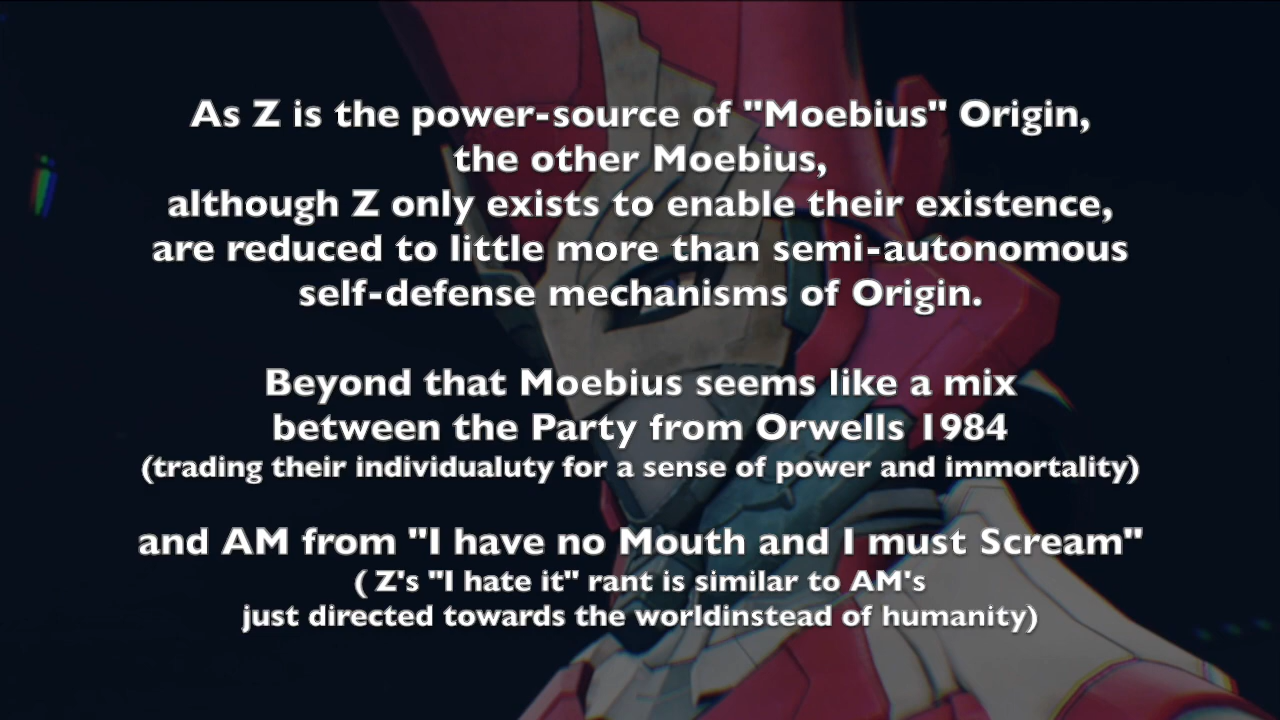 As Z is the power-source of "Moebius" Origin,
the other Moebius,
although Z only exists to enable their existence,
are reduced to little more than semi-autonomous
self-defense mechanisms of Origin.
Beyond that Moebius seems like a mix
between the Party from Orwells 1984
(trading their individualuty for a sense of power and immortality)
and AM from "I have no Mouth and I must Scream"
( Z's "I hate it" rant is similar to AM's
just directed towards the worldinstead of humanity)